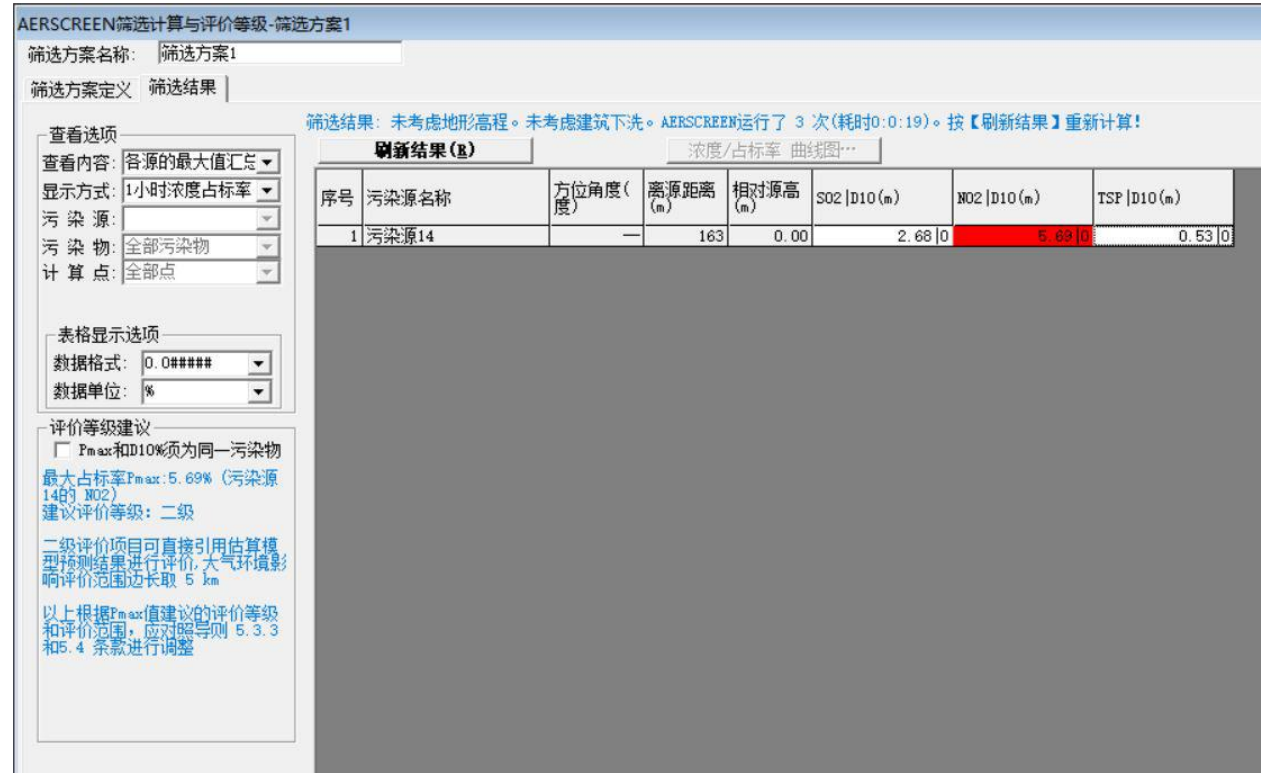 AERSCREEN筛选计算与评价等级-筛选方案1
筛选方案名称: 筛选方案1
筛选方案定义 筛选结果
筛选结果: 未考虑地形高程。未考虑建筑下洗。AERSCREEN运行了 3 次(耗时0:0:19)。按【刷新结果】重新计算!
查看选项
查看内容: 各源的最大值汇总
显示方式: 1小时浓度占标率
污 染 源:
污 染 物: 全部污染物
计 算 点: 全部点
表格显示选项
数据格式: 0.0#####
数据单位: %
评价等级建议
Pmax和D10%须为同一污染物
最大占标率Pmax:5.69% (污染源
14的 NO2)
建议评价等级: 二级
二级评价项目可直接引用估算模
型预测结果进行评价,大气环境影
响评价范围边长取 5 km
以上根据Pmax值建议的评价等级
和评价范围, 应对照导则 5.3.3
和5.4 条款进行调整
刷新结果(R) 浓度/占标率 曲线图…
序号 污染源名称 方位角度(度) 离源距离(m) 相对源高(m) SO2|D10(m) NO2|D10(m) TSP|D10(m)
1 污染源14 — 163 0.00 2.68|0 5.69|0 0.53|0